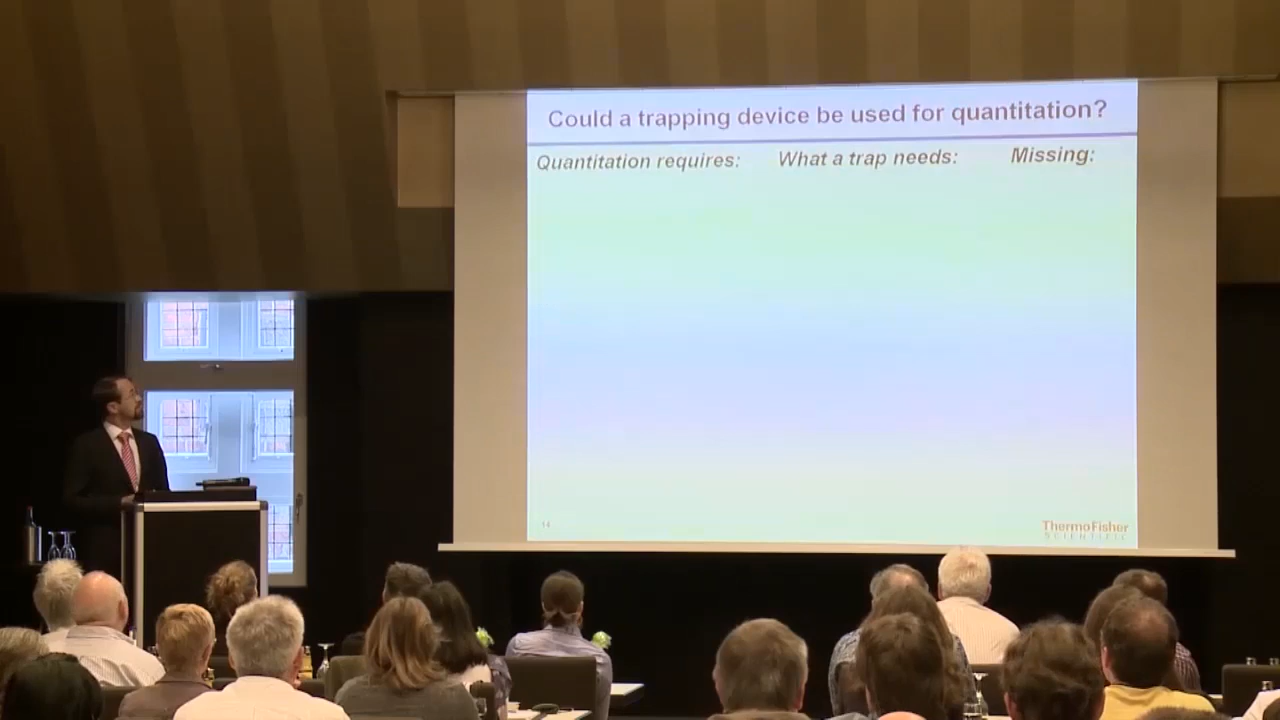 Could a trapping device be used for quantitation?
Quantitation requires: What a trap needs: Missing:
14
ThermoFisher
SCIENTIFIC